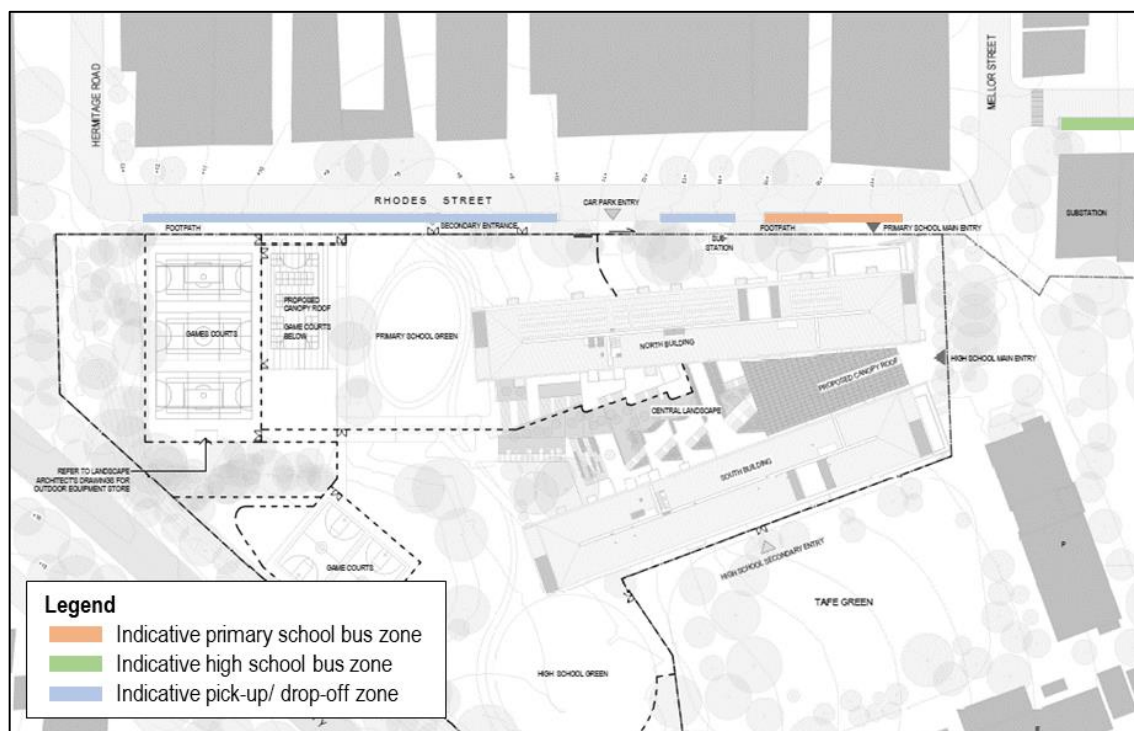 HERMITAGE ROAD
MELLOR STREET
RHODES STREET
CAR PARK ENTRY
FOOTPATH
SECONDARY ENTRANCE
SUB-
STATION
FOOTPATH
PRIMARY SCHOOL MAIN ENTRY
SUBSTATION
GAMES COURTS
PROPOSED
CANOPY ROOF
GAME COURTS
BELOW
PRIMARY SCHOOL GREEN
NORTH BUILDING
PROPOSED CANOPY ROOF
HIGH SCHOOL MAIN ENTRY
CENTRAL LANDSCAPE
SOUTH BUILDING
REFER TO LANDSCAPE
ARCHITECT'S DRAWINGS FOR
OUTDOOR EQUIPMENT STORE
GAME COURTS
HIGH SCHOOL SECONDARY ENTRY
P
TAFE GREEN
HIGH SCHOOL GREEN
Legend
Indicative primary school bus zone
Indicative high school bus zone
Indicative pick-up/ drop-off zone